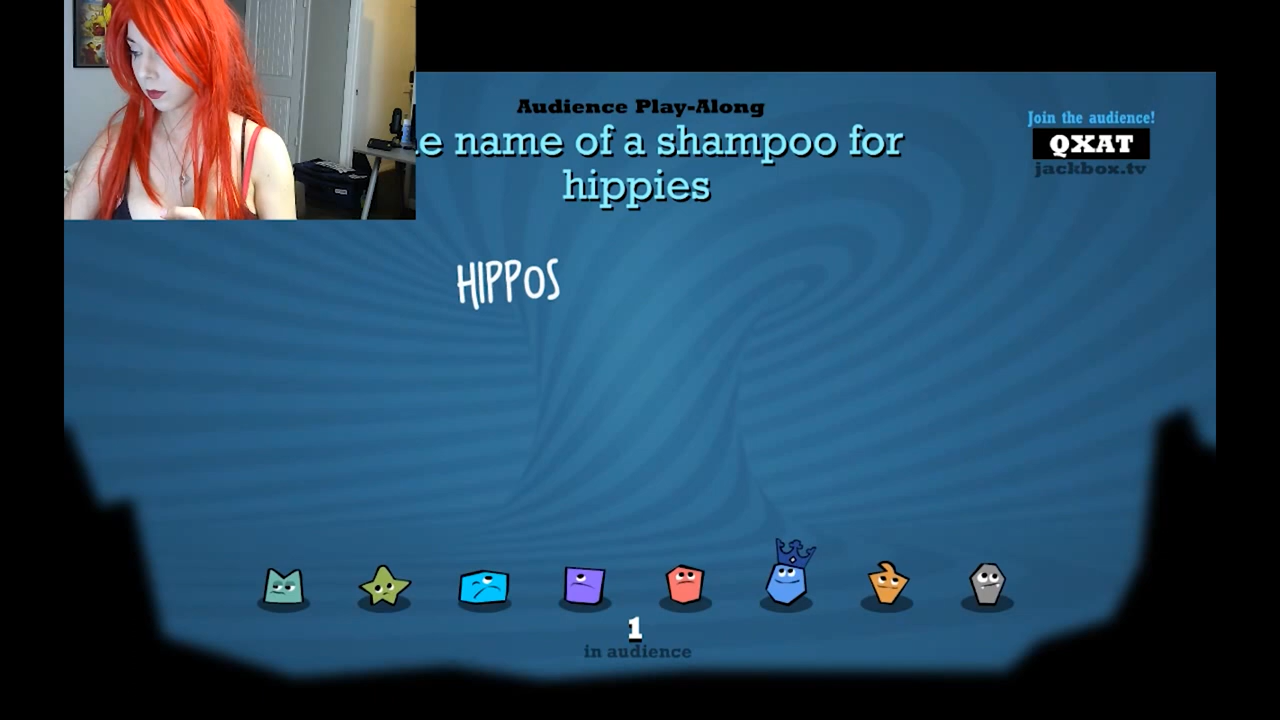 Audience Play-Along
e name of a shampoo for
hippies
Join the audience!
QXAT
jackbox.tv
HIPPOS
1
in audience